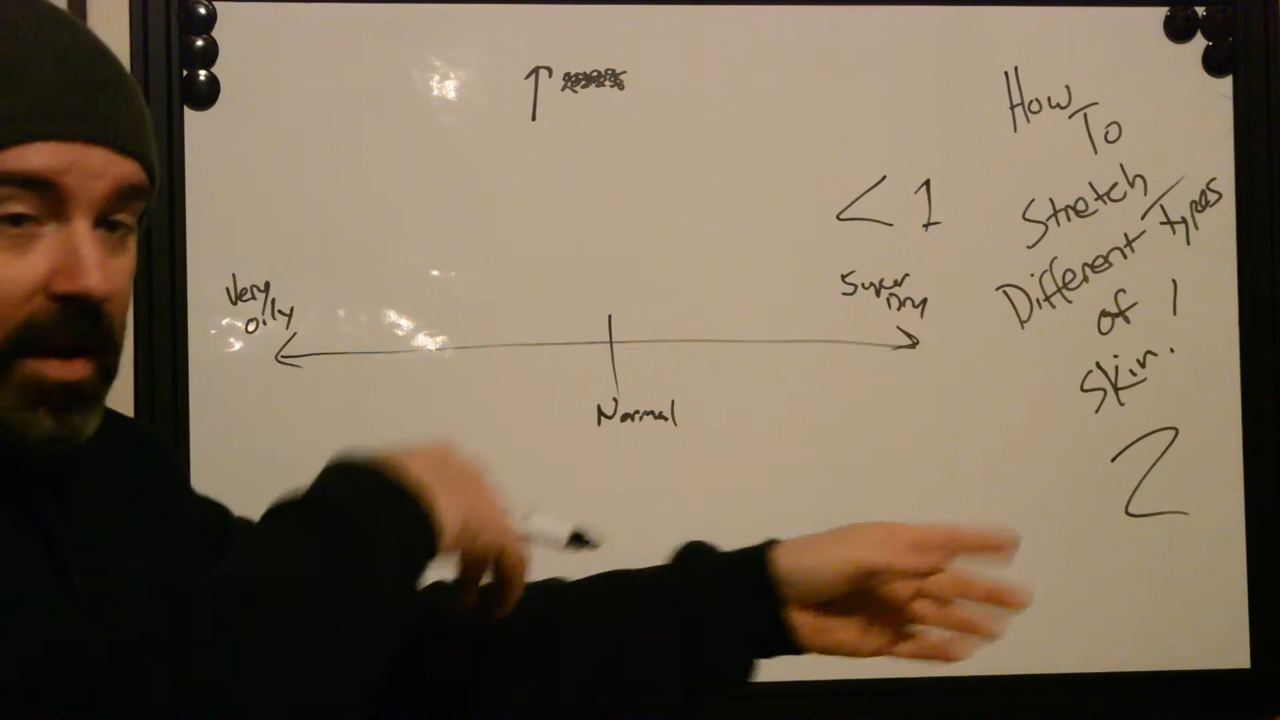 < 1
Very
oily
Super
Dry
Normal
How
To
Stretch
Different Types
of
Skin.
2